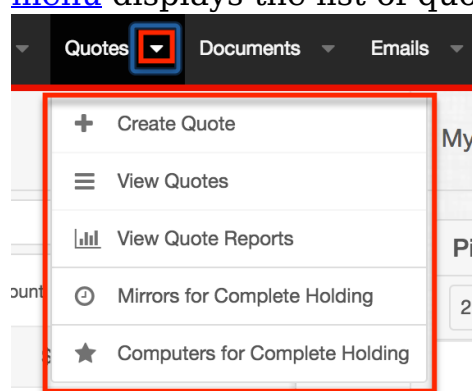 menu displays the list of quo
Quotes Documents Emails
Create Quote
My
View Quotes
View Quote Reports
Pi
ount
Mirrors for Complete Holding
2
Computers for Complete Holding